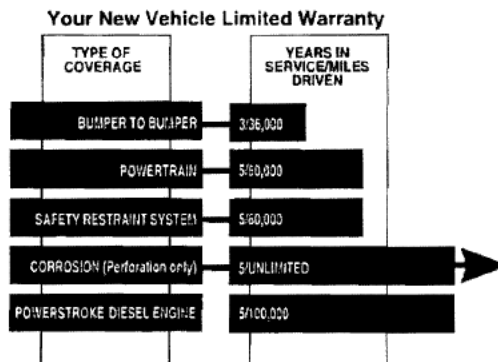 Your New Vehicle Limited Warranty
TYPE OF COVERAGE
YEARS IN SERVICE/MILES DRIVEN
BUMPER TO BUMPER 3/36,000
POWERTRAIN 5/60,000
SAFETY RESTRAINT SYSTEM 5/60,000
CORROSION (Perforation only) 5/UNLIMITED
POWERSTROKE DIESEL ENGINE 5/100,000